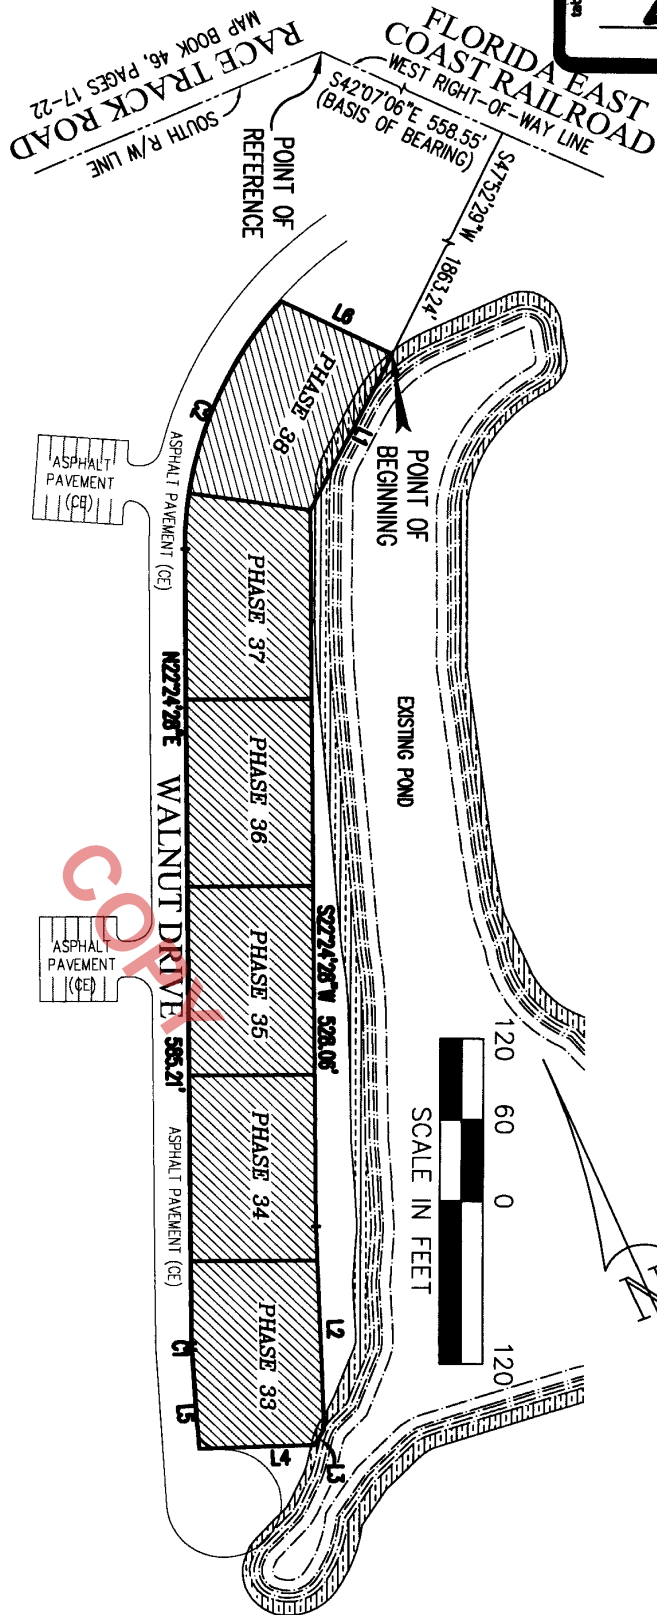 FLORIDA EAST
COAST RAILROAD
WEST RIGHT-OF-WAY LINE
S42°07'06"E 558.55'
(BASIS OF BEARING)
RACE TRACK ROAD
MAP BOOK 46, PAGES 17-22
SOUTH R/W LINE
POINT OF
REFERENCE
S47°52'29"W 1863.24'
POINT OF
BEGINNING
L6
L1
C2
PHASE 38
PHASE 37
PHASE 36
PHASE 35
PHASE 34
PHASE 33
EXISTING POND
S22°24'28"W 528.06'
N22°24'28"E
WALNUT DRIVE
585.21'
ASPHALT PAVEMENT (CE)
ASPHALT PAVEMENT (CE)
ASPHALT
PAVEMENT
(CE)
ASPHALT
PAVEMENT
(CE)
COPY
L2
L3
L4
L5
C1
120 60 0 120
SCALE IN FEET
N